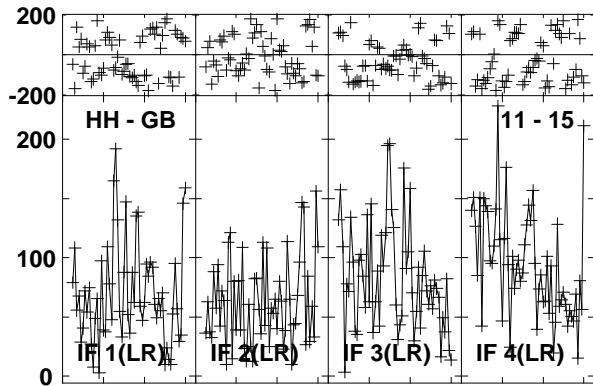 200
-200
HH - GB
11 - 15
200
100
IF 1(LR)
IF 2(LR)
IF 3(LR)
IF 4(LR)
0